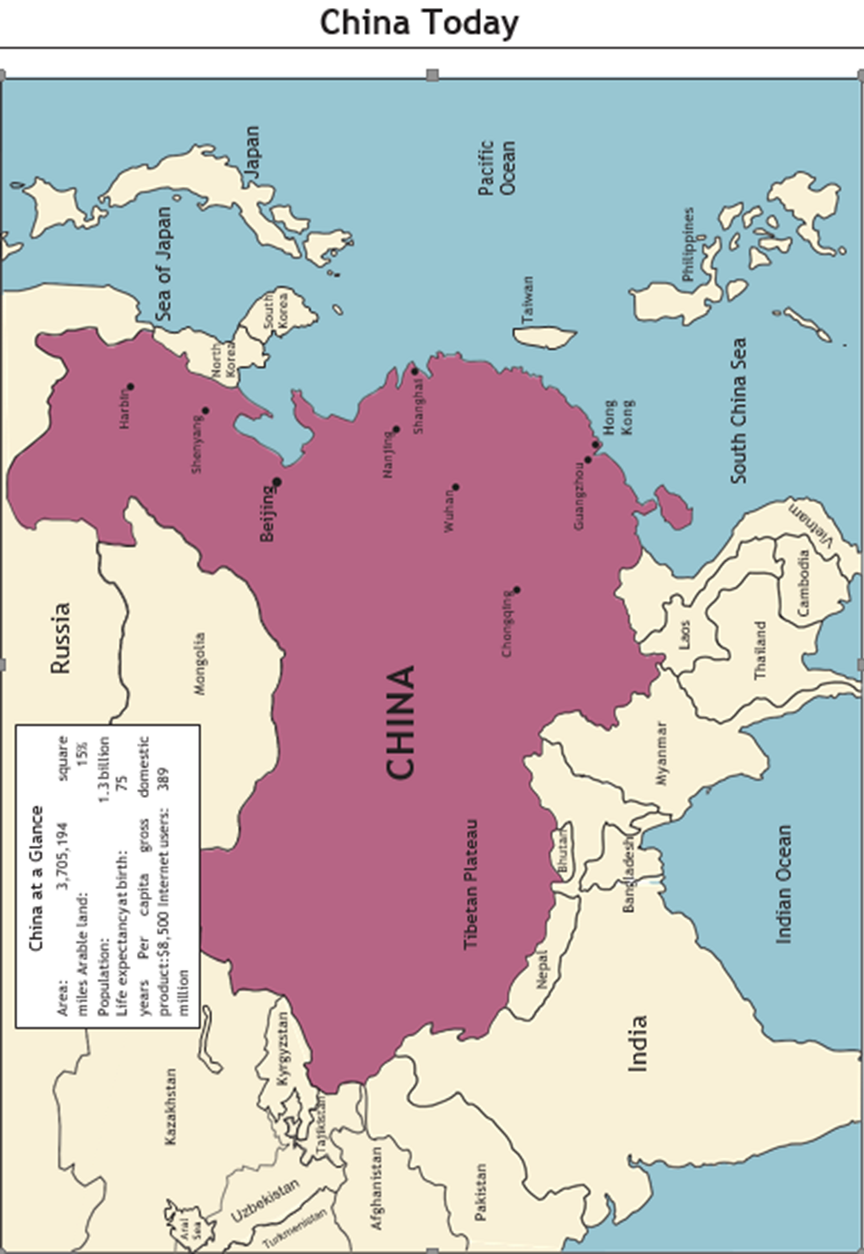 China Today
China at a Glance
Area: 3,705,194 square
miles Arable land: 15%
Population: 1.3 billion
Life expectancy at birth: 75
years Per capita gross domestic
product:$8,500 Internet users: 389
million
Russia
Mongolia
Kazakhstan
Aral
Sea
Uzbekistan
Turkmenistan
Kyrgyzstan
Tajikistan
Afghanistan
Pakistan
India
Nepal
Bhutan
Bangladesh
Myanmar
Laos
Thailand
Cambodia
Vietnam
CHINA
Tibetan Plateau
Harbin
Shenyang
Beijing
Nanjing
Shanghai
Wuhan
Chongqing
Guangzhou
Hong
Kong
North
Korea
South
Korea
Sea of Japan
Japan
Pacific
Ocean
Taiwan
Philippines
South China Sea
Indian Ocean